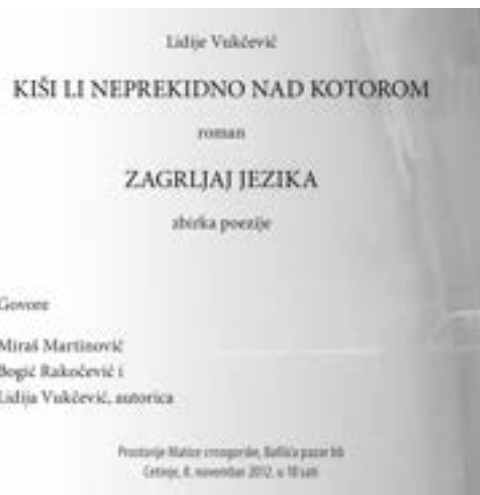 Lidije Vukčević
KIŠI LI NEPREKIDNO NAD KOTOROM
roman
ZAGRLJAJ JEZIKA
zbirka poezije
Govore
Miraš Martinović
Bogić Rakočević i
Lidija Vukčević, autorica
Prostorije Matice crnogorske, Bajičća pazar bb
Cetinje, 8. novembar 2012. u 18 sati